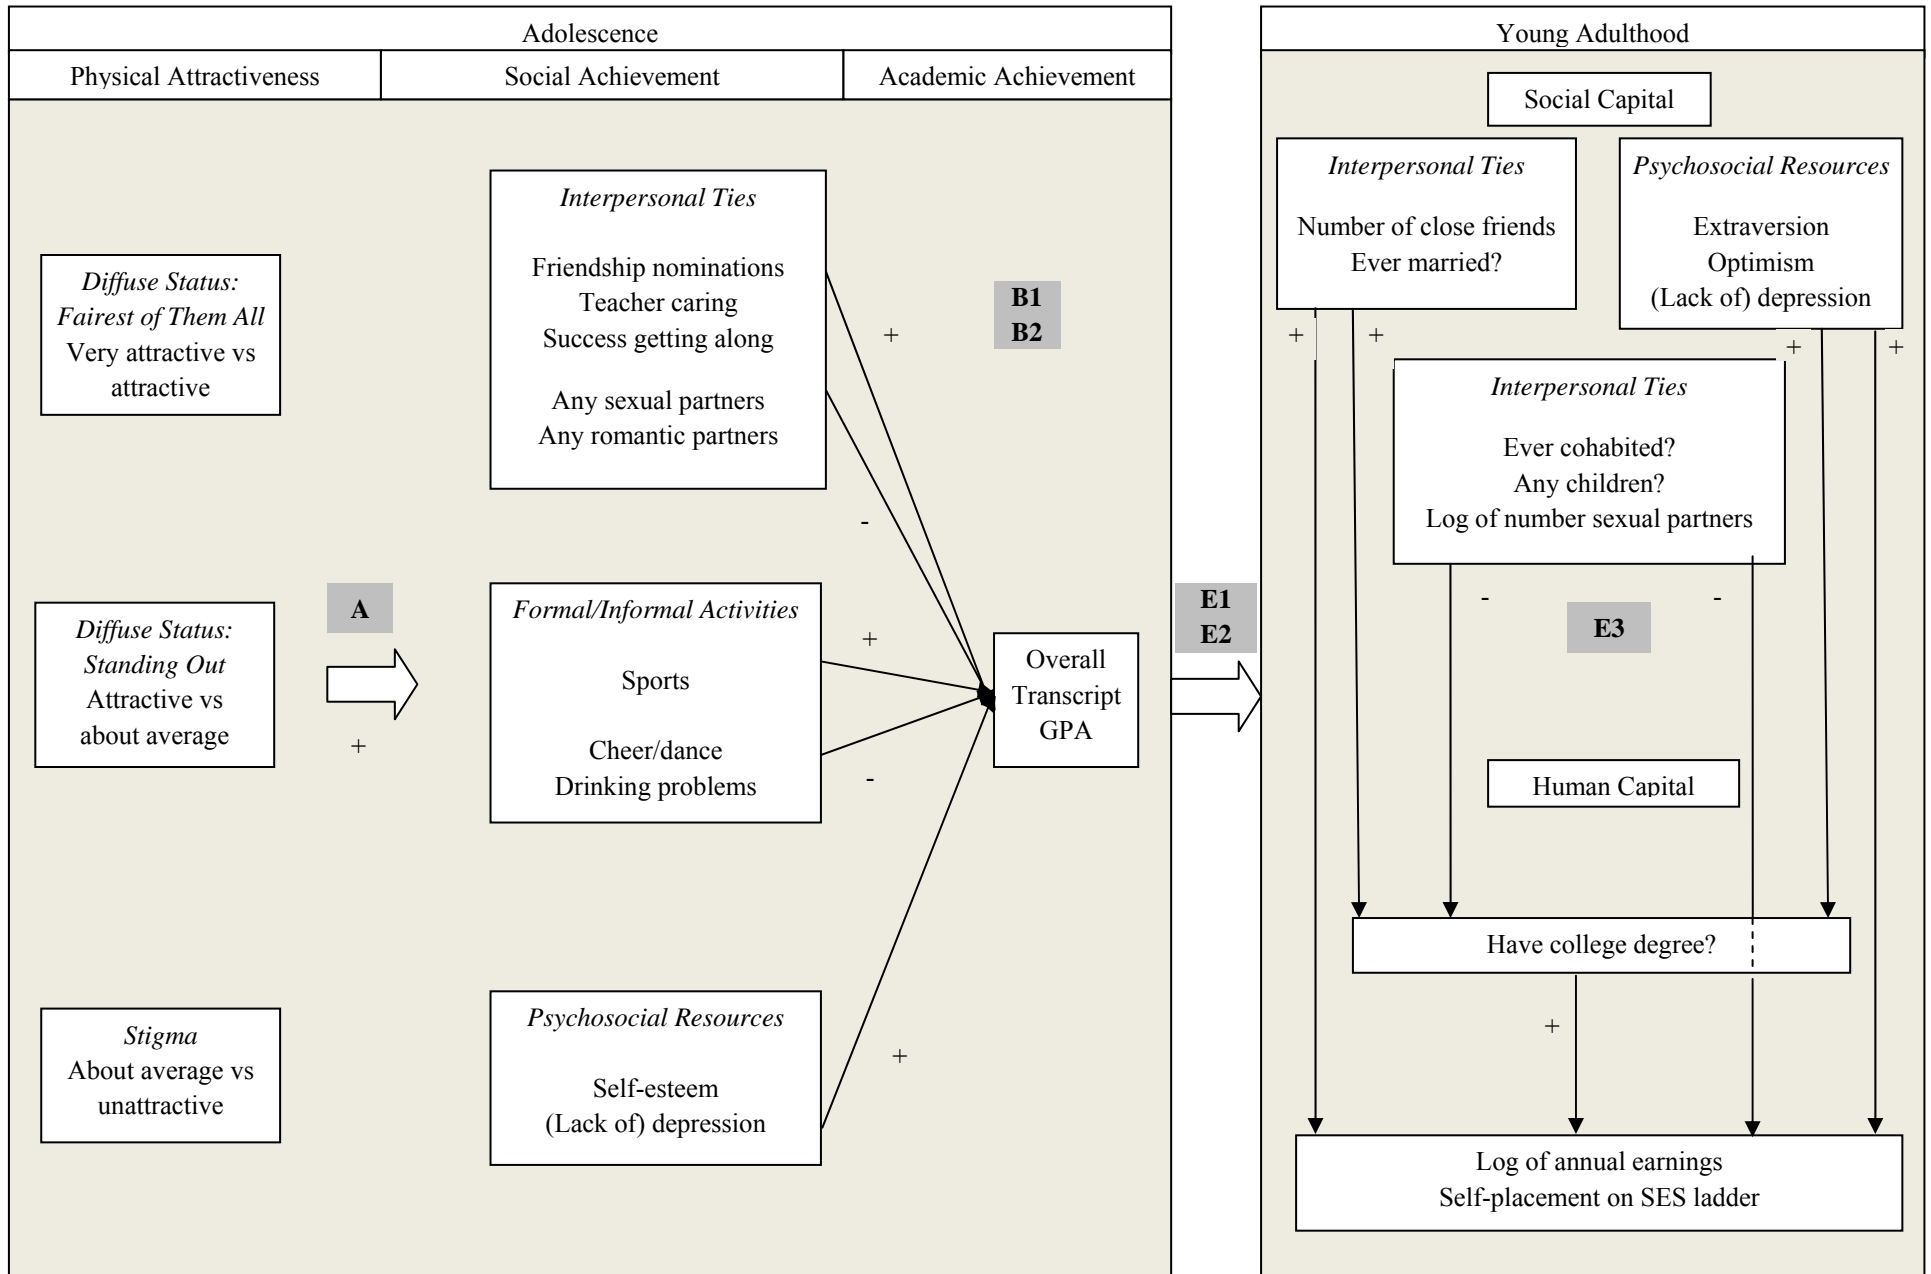 Adolescence
Physical Attractiveness
Social Achievement
Academic Achievement
Diffuse Status:
Fairest of Them All
Very attractive vs
attractive
Diffuse Status:
Standing Out
Attractive vs
about average
Stigma
About average vs
unattractive
A
+
Interpersonal Ties
Friendship nominations
Teacher caring
Success getting along
Any sexual partners
Any romantic partners
Formal/Informal Activities
Sports
Cheer/dance
Drinking problems
Psychosocial Resources
Self-esteem
(Lack of) depression
+
-
+
-
+
B1
B2
Overall
Transcript
GPA
E1
E2
Young Adulthood
Social Capital
Interpersonal Ties
Number of close friends
Ever married?
Psychosocial Resources
Extraversion
Optimism
(Lack of) depression
+
+
+
+
Interpersonal Ties
Ever cohabited?
Any children?
Log of number sexual partners
-
-
E3
Human Capital
Have college degree?
+
Log of annual earnings
Self-placement on SES ladder